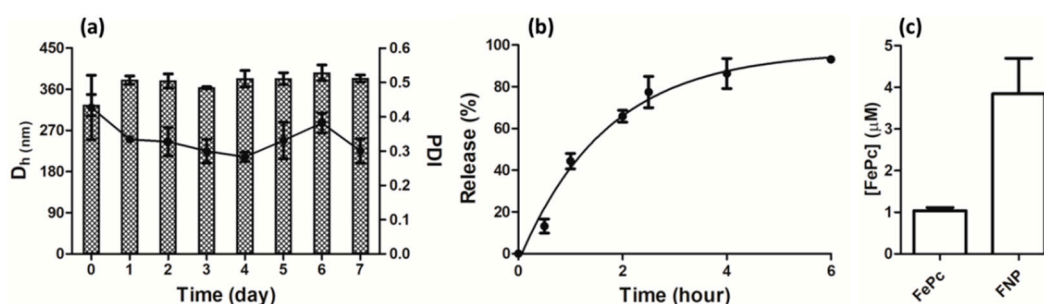 (a)
450
360
270
180
90
0
D_h (nm)
0 1 2 3 4 5 6 7
Time (day)
0.6
0.5
0.4
0.3
0.2
0.1
0.0
PDI
(b)
100
80
60
40
20
0
Release (%)
0 2 4 6
Time (hour)
(c)
5
4
3
2
1
0
[FePc] (μM)
FePc FNP